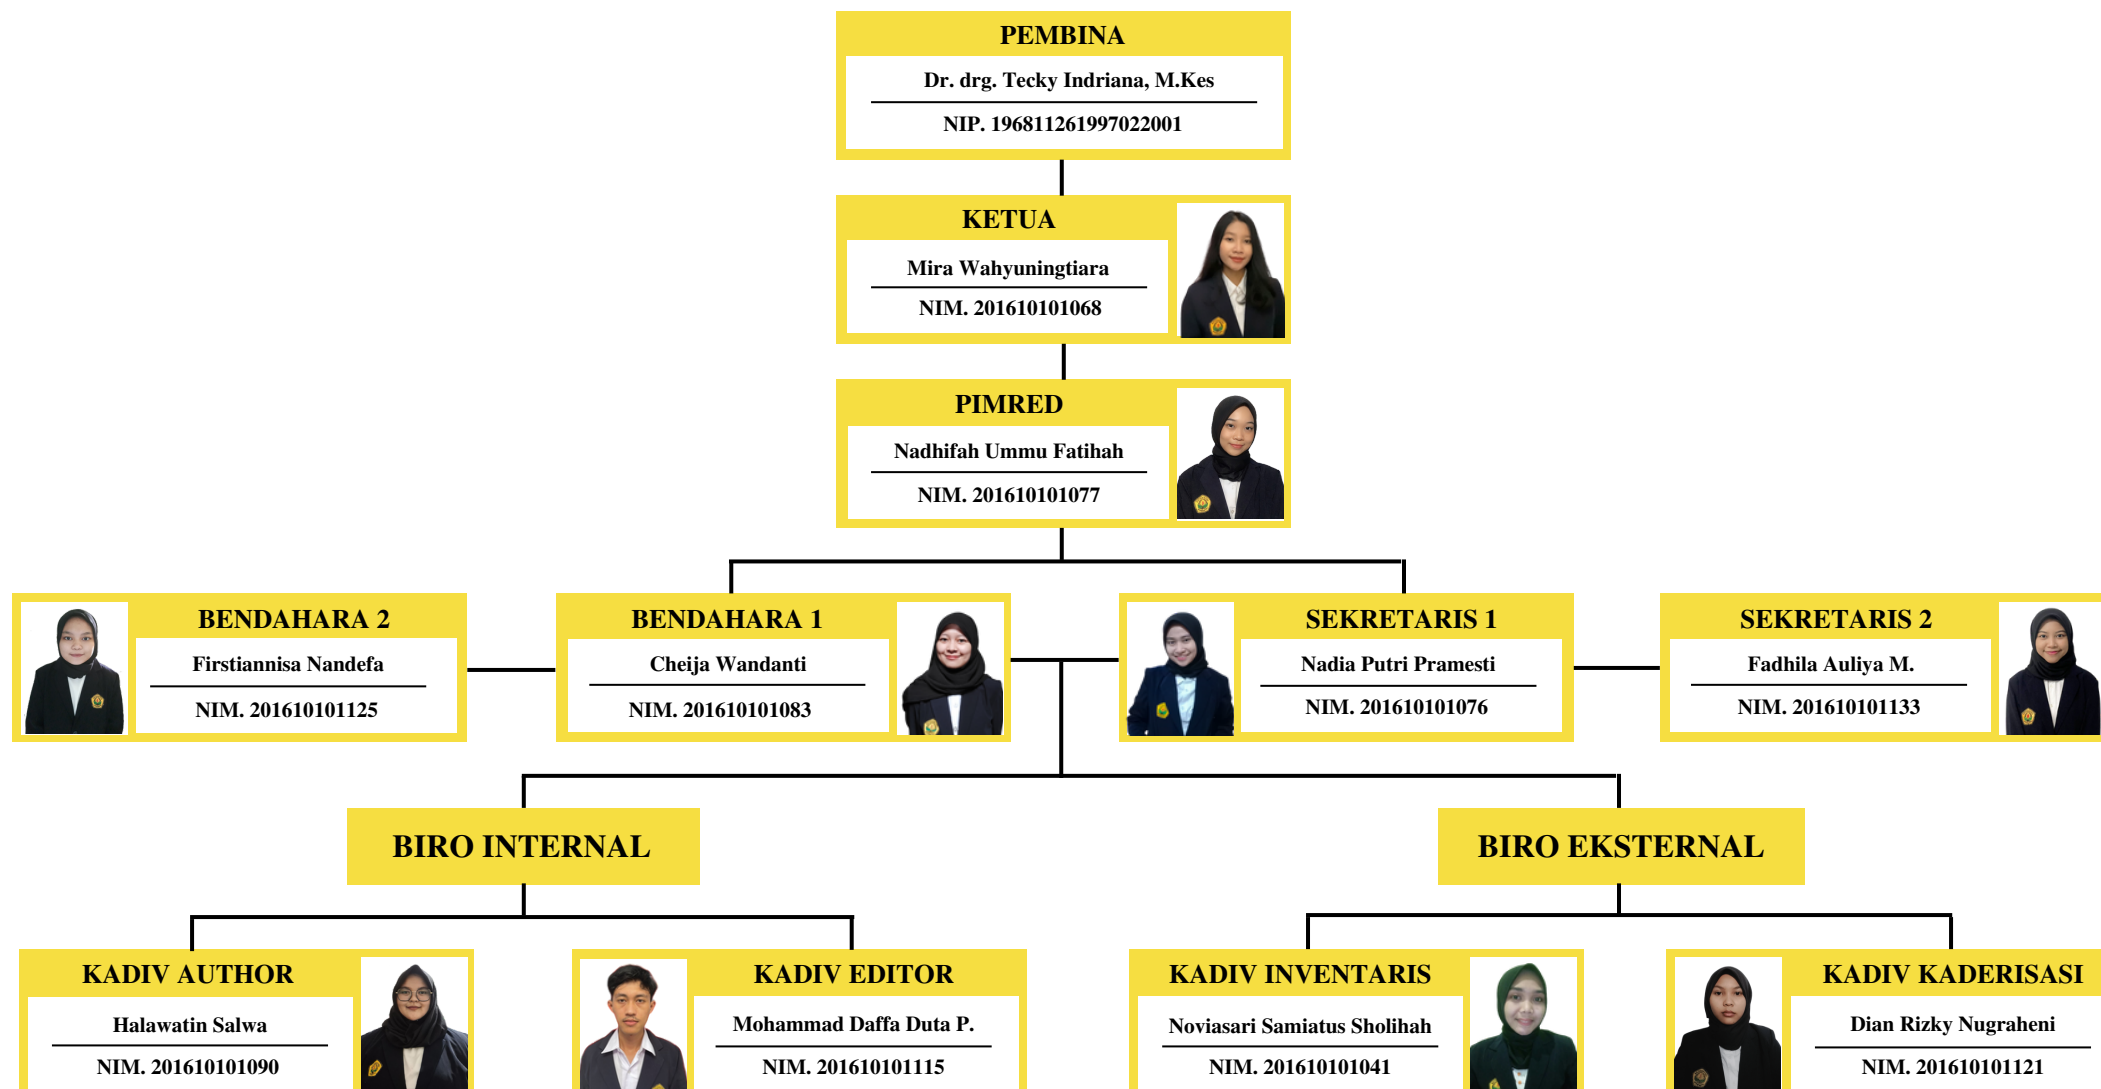 PEMBINA
Dr. drg. Tecky Indriana, M.Kes
NIP. 196811261997022001
KETUA
Mira Wahyuningtiara
NIM. 201610101068
PIMRED
Nadhifah Ummu Fatihah
NIM. 201610101077
BENDAHARA 2
Firstiannisa Nandefa
NIM. 201610101125
BENDAHARA 1
Cheija Wandanti
NIM. 201610101083
SEKRETARIS 1
Nadia Putri Pramesti
NIM. 201610101076
SEKRETARIS 2
Fadhila Auliya M.
NIM. 201610101133
BIRO INTERNAL
BIRO EKSTERNAL
KADIV AUTHOR
Halawatin Salwa
NIM. 201610101090
KADIV EDITOR
Mohammad Daffa Duta P.
NIM. 201610101115
KADIV INVENTARIS
Noviasari Samiatus Sholihah
NIM. 201610101041
KADIV KADERISASI
Dian Rizky Nugraheni
NIM. 201610101121